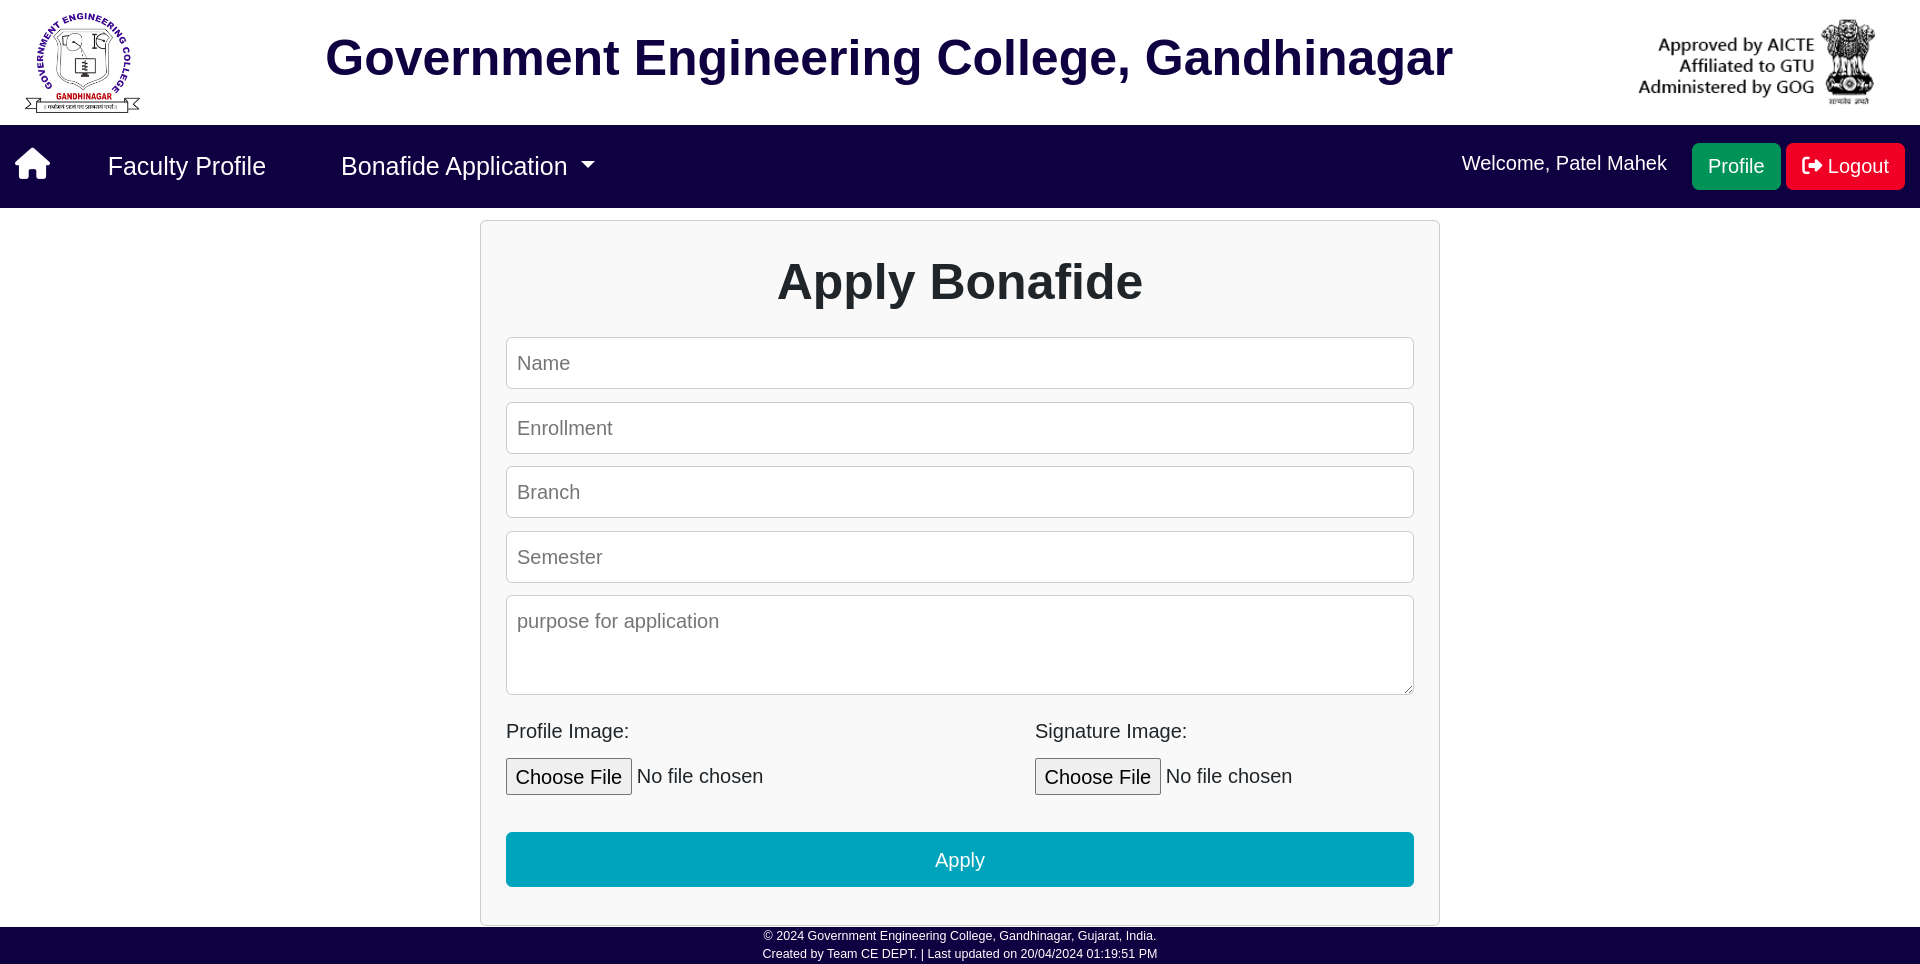 GOVERNMENT ENGINEERING COLLEGE
GANDHINAGAR
Government Engineering College, Gandhinagar
Approved by AICTE
Affiliated to GTU
Administered by GOG
सत्यमेव जयते
Faculty Profile
Bonafide Application
Welcome, Patel Mahek
Profile
Logout
Apply Bonafide
Name
Enrollment
Branch
Semester
purpose for application
Profile Image:
Signature Image:
Choose File No file chosen
Choose File No file chosen
Apply
© 2024 Government Engineering College, Gandhinagar, Gujarat, India.
Created by Team CE DEPT. | Last updated on 20/04/2024 01:19:51 PM